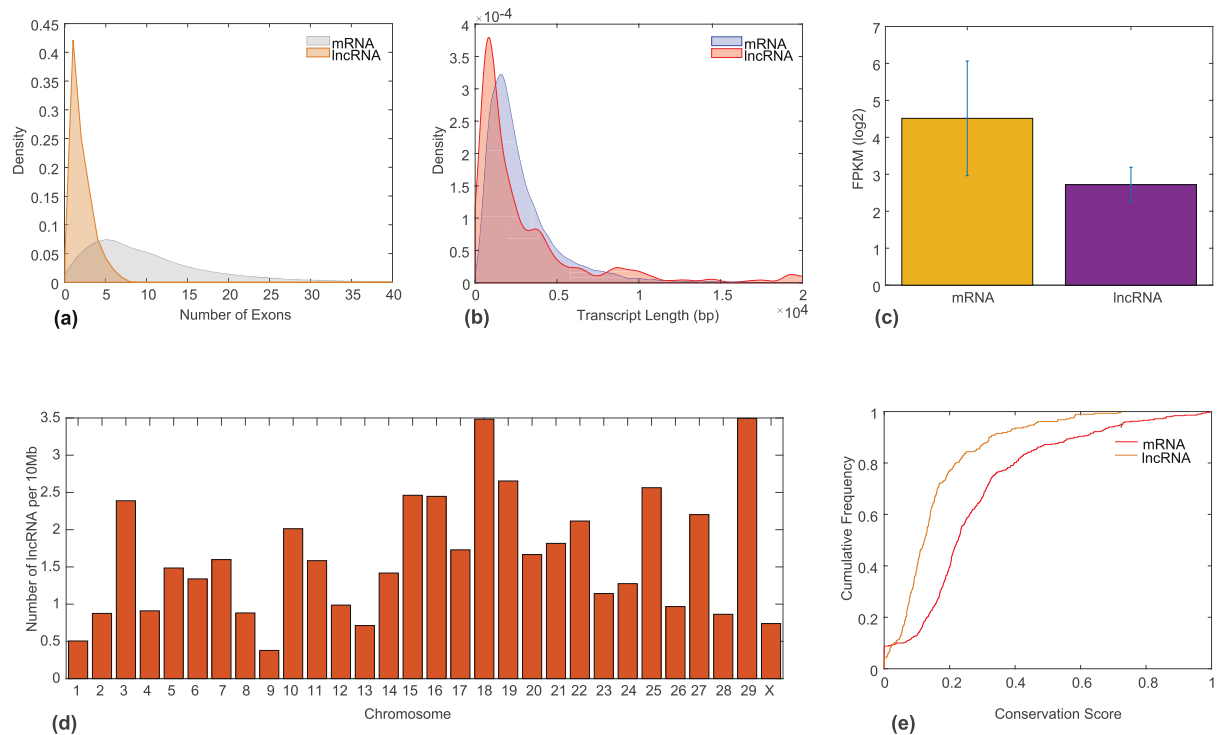 0.45
0.4
0.35
0.3
0.25
0.2
0.15
0.1
0.05
0
Density
mRNA
lncRNA
0 5 10 15 20 25 30 35 40
Number of Exons
(a)
× 10-4
4
3.5
3
2.5
2
1.5
1
0.5
0
Density
mRNA
lncRNA
0 0.5 1 1.5 2
× 10^4
Transcript Length (bp)
(b)
7
6
5
4
3
2
1
0
FPKM (log2)
mRNA lncRNA
(c)
3.5
3
2.5
2
1.5
1
0.5
0
Number of lncRNA per 10Mb
1 2 3 4 5 6 7 8 9 10 11 12 13 14 15 16 17 18 19 20 21 22 23 24 25 26 27 28 29 X
Chromosome
(d)
1
0.8
0.6
0.4
0.2
0
Cumulative Frequency
mRNA
lncRNA
0 0.2 0.4 0.6 0.8 1
Conservation Score
(e)